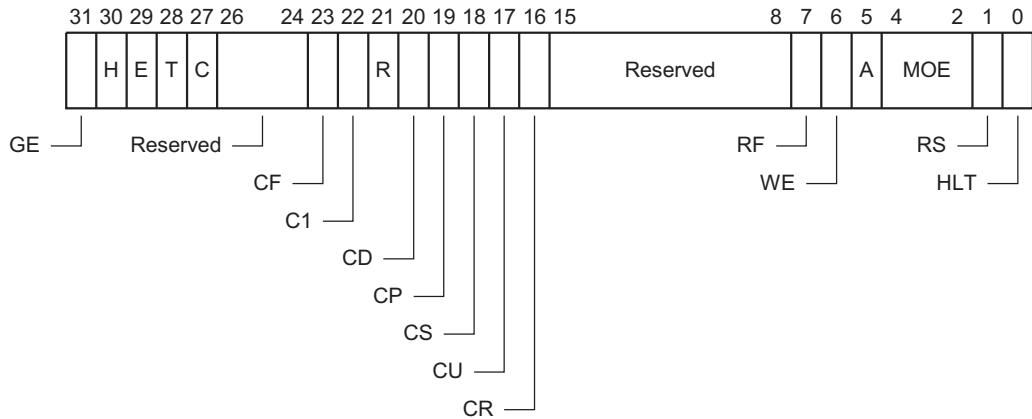 31 30 29 28 27 26 24 23 22 21 20 19 18 17 16 15 8 7 6 5 4 2 1 0
H E T C R Reserved A MOE
GE Reserved RF RS
CF WE HLT
C1
CD
CP
CS
CU
CR